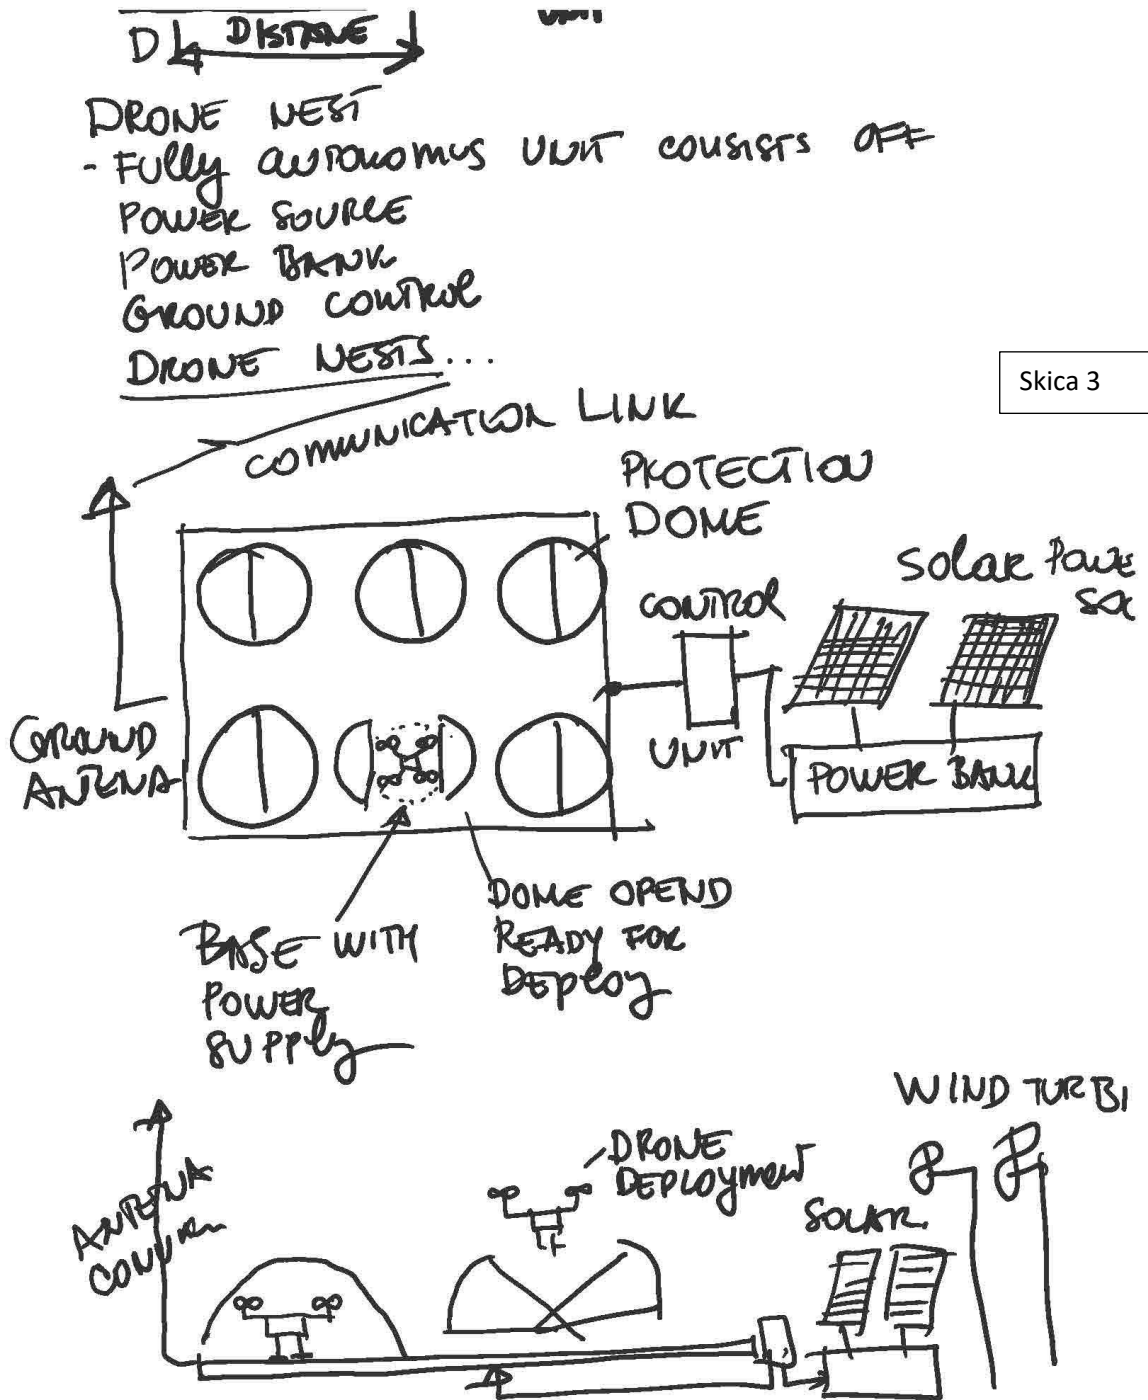 D DISTANE
DRONE NEST
- FUlly AUTONOMUS UNIT CONSISTS OFF
POWER SOURCE
POWER BANK
GROUND CONTROL
DRONE NESTS...
Skica 3
COMMUNICATION LINK
PROTECTION
DOME
SOlaR POWE
CONTROl
UNIT
POWER BANK
GROUND
ANTENA
BASE WITH
POWER
SUPPly
DOME OPEND
READY FOR
DEPloy
WIND TURBI
DRONE
DEPLOYMENT
SOLAR
ANTENA